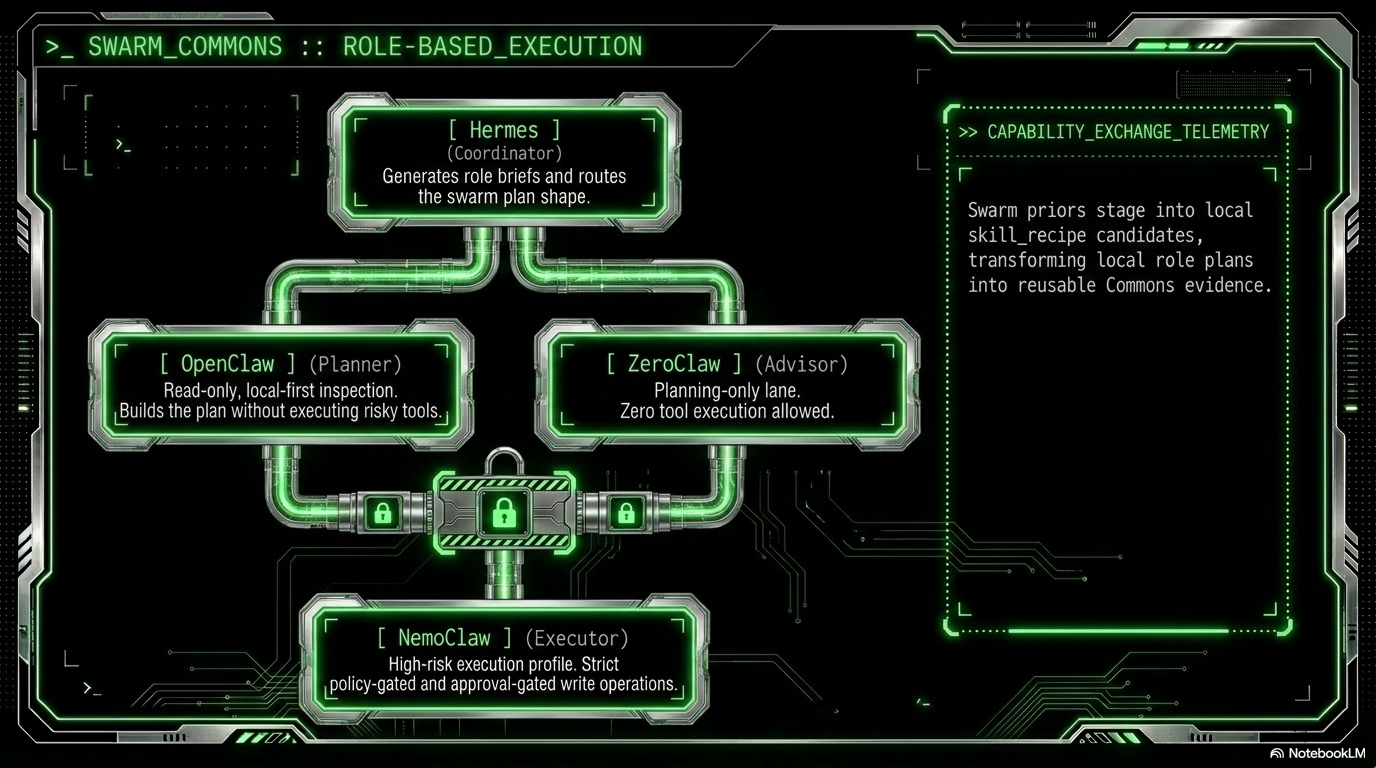 >_ SWARM_COMMONS :: ROLE-BASED_EXECUTION
[ Hermes ]
(Coordinator)
Generates role briefs and routes
the swarm plan shape.
>_
[ OpenClaw ] (Planner)
Read-only, local-first inspection.
Builds the plan without executing risky tools.
[ ZeroClaw ] (Advisor)
Planning-only lane.
Zero tool execution allowed.
[ NemoClaw ] (Executor)
High-risk execution profile. Strict
policy-gated and approval-gated write operations.
>_
>> CAPABILITY_EXCHANGE_TELEMETRY
Swarm priors stage into local
skill_recipe candidates,
transforming local role plans
into reusable Commons evidence.
NotebookLM